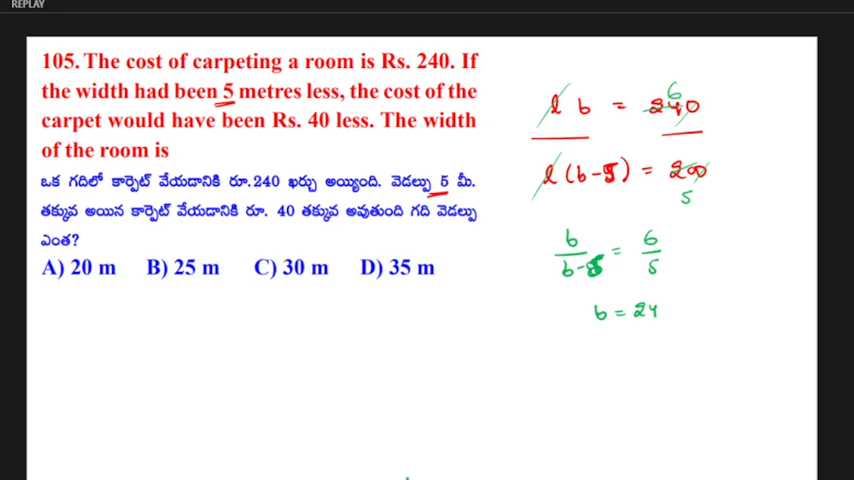 REPLAY
105. The cost of carpeting a room is Rs. 240. If
the width had been 5 metres less, the cost of the
carpet would have been Rs. 40 less. The width
of the room is
ఒక గదిలో కార్పెట్ వేయడానికి రూ.240 ఖర్చు అయ్యింది. వెడల్పు 5 మీ.
తక్కువ అయిన కార్పెట్ వేయడానికి రూ. 40 తక్కువ అవుతుంది గది వెడల్పు
ఎంత?
A) 20 m B) 25 m C) 30 m D) 35 m
6
l b = 240
l (b-5) = 200
5
b / b-5 = 6 / 5
b = 24